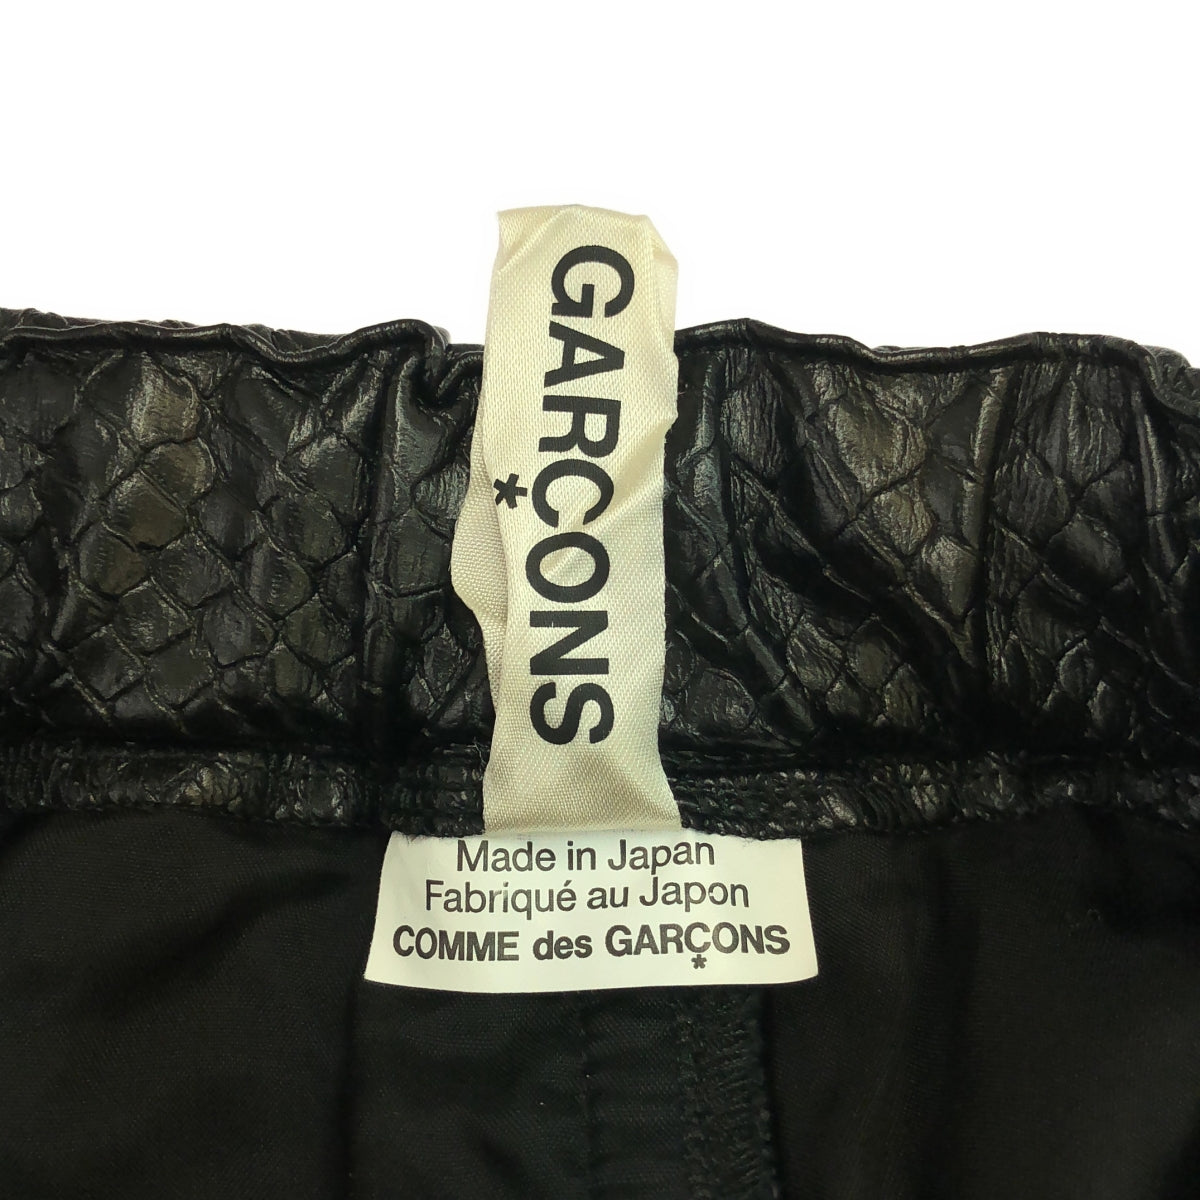 GARÇONS
*
Made in Japan
Fabriqué au Japon
COMME des GARÇONS
*